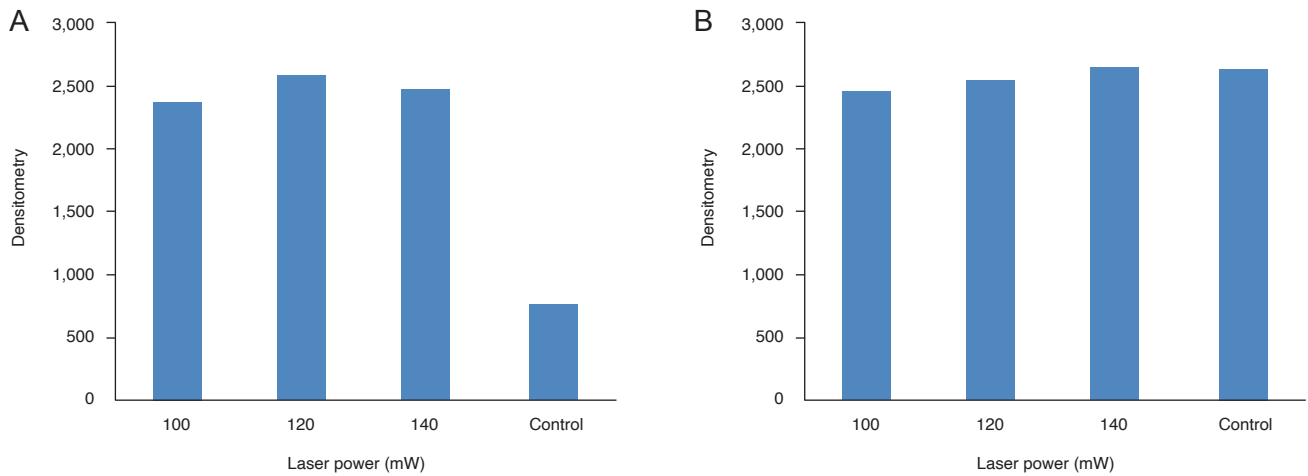 A
3,000
2,500
2,000
1,500
1,000
500
0
Densitometry
100 120 140 Control
Laser power (mW)
B
3,000
2,500
2,000
1,500
1,000
500
0
Densitometry
100 120 140 Control
Laser power (mW)